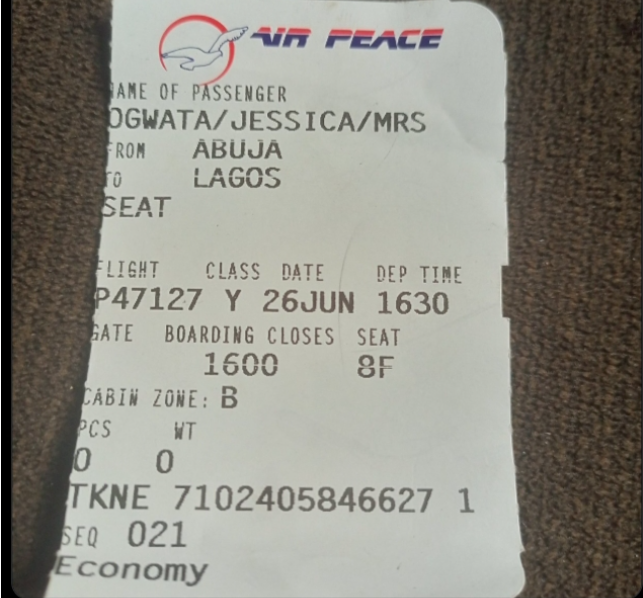 AIR PEACE
NAME OF PASSENGER
OGWATA/JESSICA/MRS
FROM ABUJA
TO LAGOS
SEAT
FLIGHT CLASS DATE DEP TIME
P47127 Y 26JUN 1630
GATE BOARDING CLOSES SEAT
1600 8F
CABIN ZONE: B
PCS WT
0 0
TKNE 7102405846627 1
SEQ 021
Economy